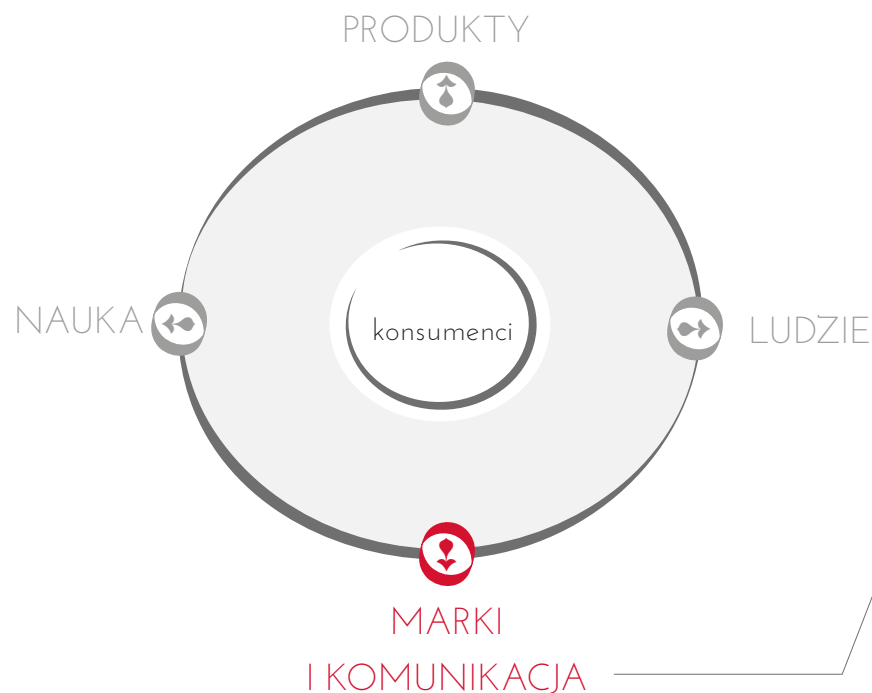 PRODUKTY
NAUKA
konsumenci
LUDZIE
MARKI
I KOMUNIKACJA